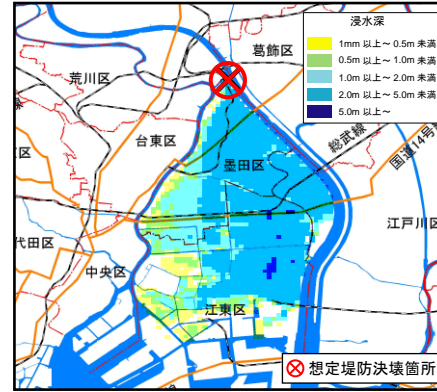 浸水深
1mm 以上～ 0.5m 未満
0.5m 以上～ 1.0m 未満
1.0m 以上～ 2.0m 未満
2.0m 以上～ 5.0m 未満
5.0m 以上～
葛飾区
荒川区
台東区
墨田区
総武線
国道14号
江戸川区
代田区
中央区
江東区
想定堤防決壊箇所